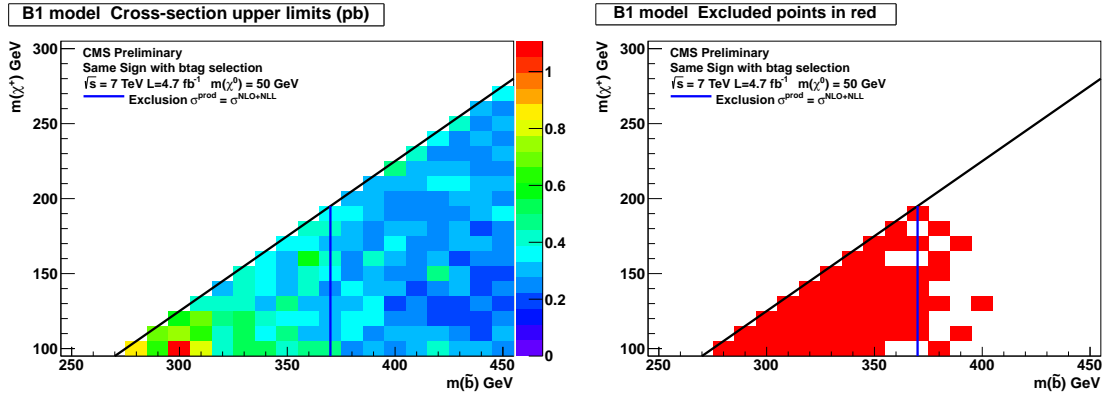 B1 model Cross-section upper limits (pb)
m(χ⁺) GeV
300
250
200
150
100
CMS Preliminary
Same Sign with btag selection
√s = 7 TeV L=4.7 fb⁻¹ m(χ⁰) = 50 GeV
Exclusion σᵖʳᵒᵈ = σᴺᴸᴼ⁺ᴺᴸᴸ
1
0.8
0.6
0.4
0.2
0
250 300 350 400 450
m(b̃) GeV
B1 model Excluded points in red
m(χ⁺) GeV
300
250
200
150
100
CMS Preliminary
Same Sign with btag selection
√s = 7 TeV L=4.7 fb⁻¹ m(χ⁰) = 50 GeV
Exclusion σᵖʳᵒᵈ = σᴺᴸᴼ⁺ᴺᴸᴸ
250 300 350 400 450
m(b̃) GeV